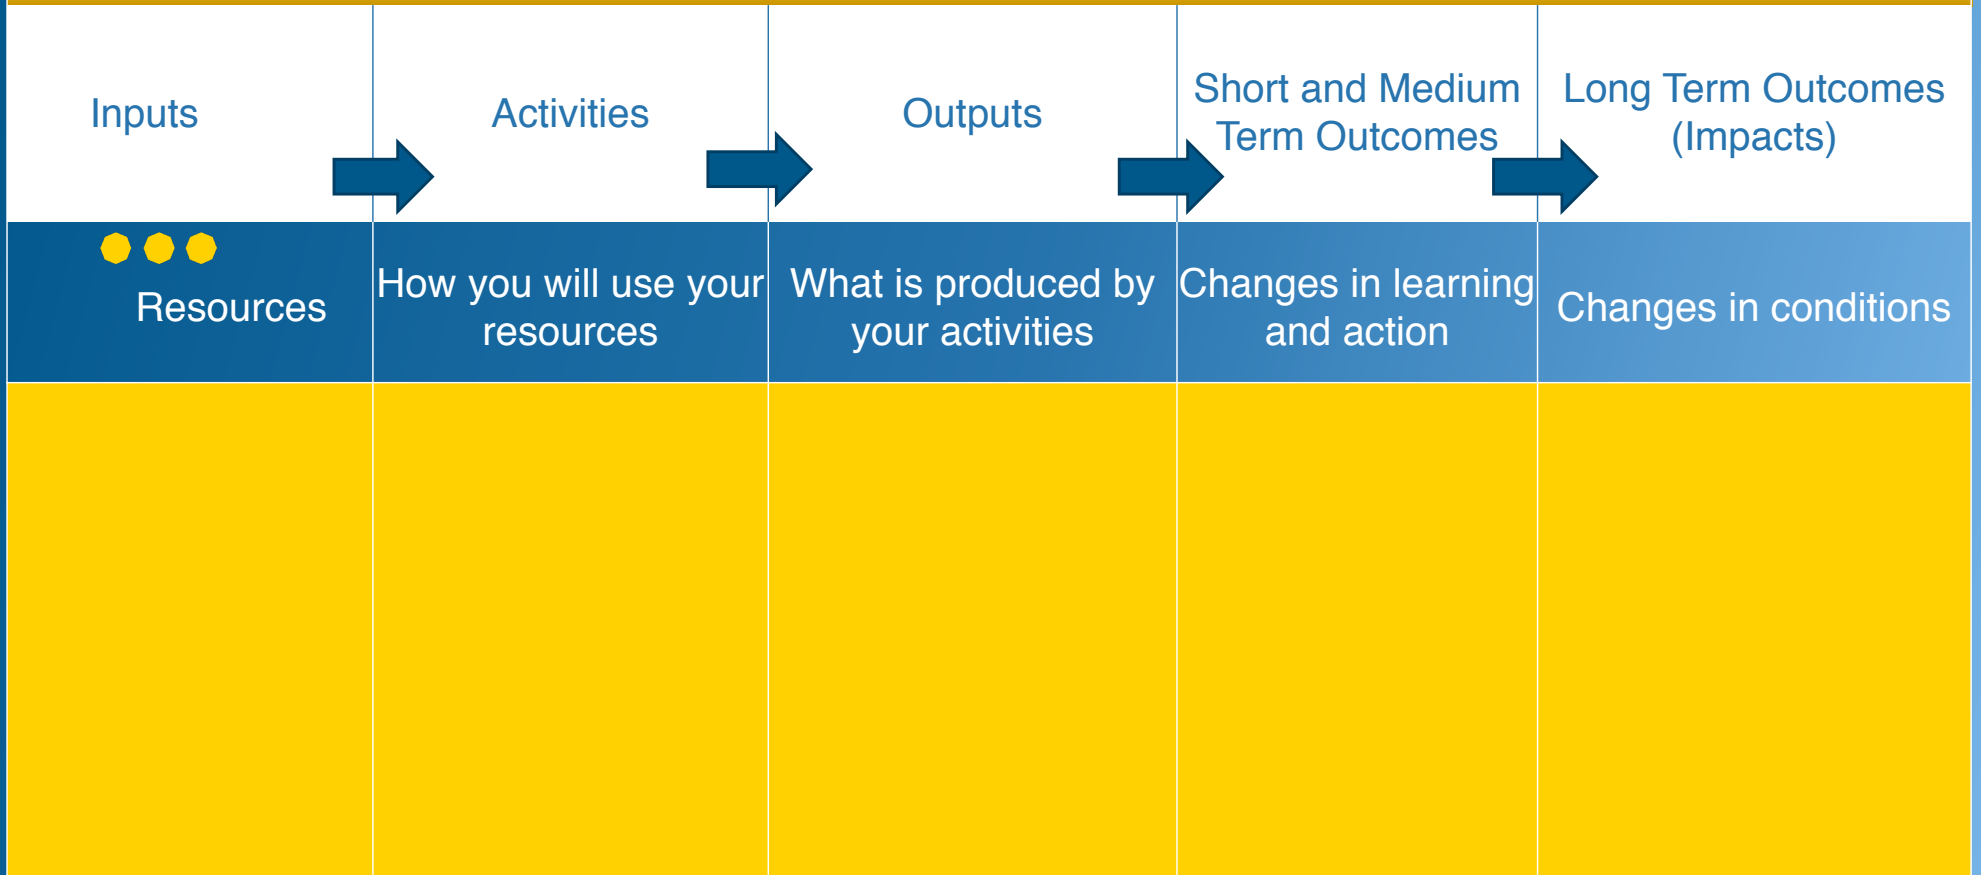 Inputs
Activities
Outputs
Short and Medium
Term Outcomes
Long Term Outcomes
(Impacts)
Resources
How you will use your
resources
What is produced by
your activities
Changes in learning
and action
Changes in conditions